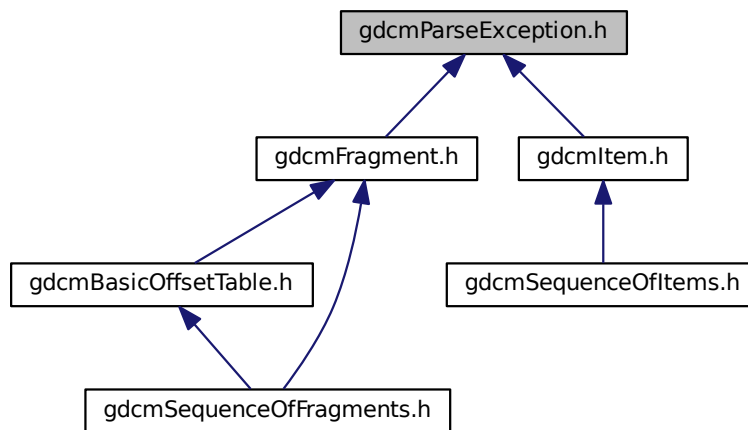 gdcmParseException.h
gdcmFragment.h
gdcmItem.h
gdcmBasicOffsetTable.h
gdcmSequenceOfItems.h
gdcmSequenceOfFragments.h